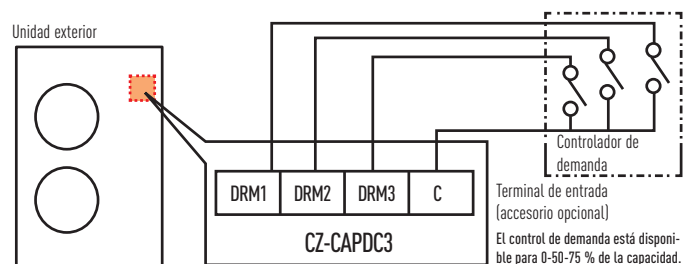 Unidad exterior
DRM1 DRM2 DRM3 C
CZ-CAPDC3
Controlador de
demanda
Terminal de entrada
(accesorio opcional)
El control de demanda está disponi-
ble para 0-50-75 % de la capacidad.